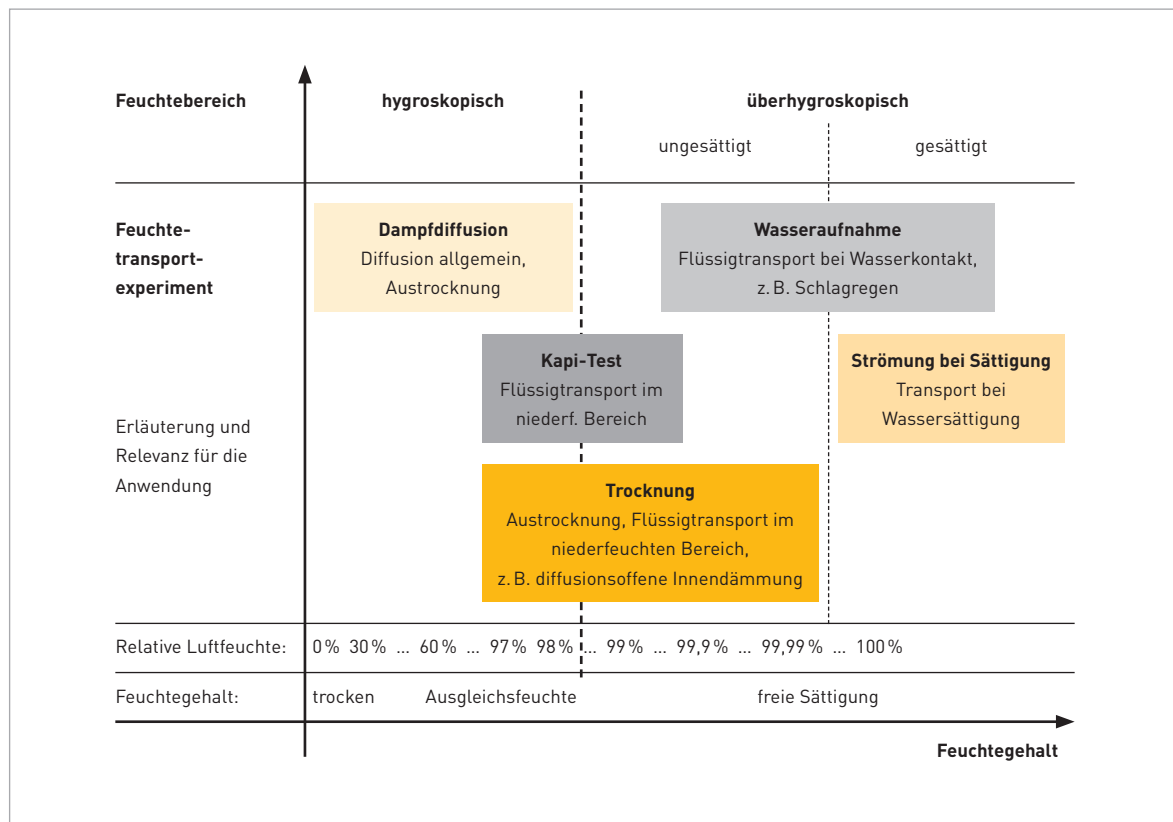 Feuchtebereich
hygroskopisch
überhygroskopisch
ungesättigt
gesättigt
Feuchte-
transport-
experiment
Dampfdiffusion
Diffusion allgemein,
Austrocknung
Wasseraufnahme
Flüssigtransport bei Wasserkontakt,
z. B. Schlagregen
Kapi-Test
Flüssigtransport im
niederf. Bereich
Strömung bei Sättigung
Transport bei
Wassersättigung
Erläuterung und
Relevanz für die
Anwendung
Trocknung
Austrocknung, Flüssigtransport im
niederfeuchten Bereich,
z. B. diffusionsoffene Innendämmung
Relative Luftfeuchte: 0 % 30 % ... 60 % ... 97 % 98 % ... 99 % ... 99,9 % ... 99,99 % ... 100 %
Feuchtegehalt: trocken Ausgleichsfeuchte freie Sättigung
Feuchtegehalt